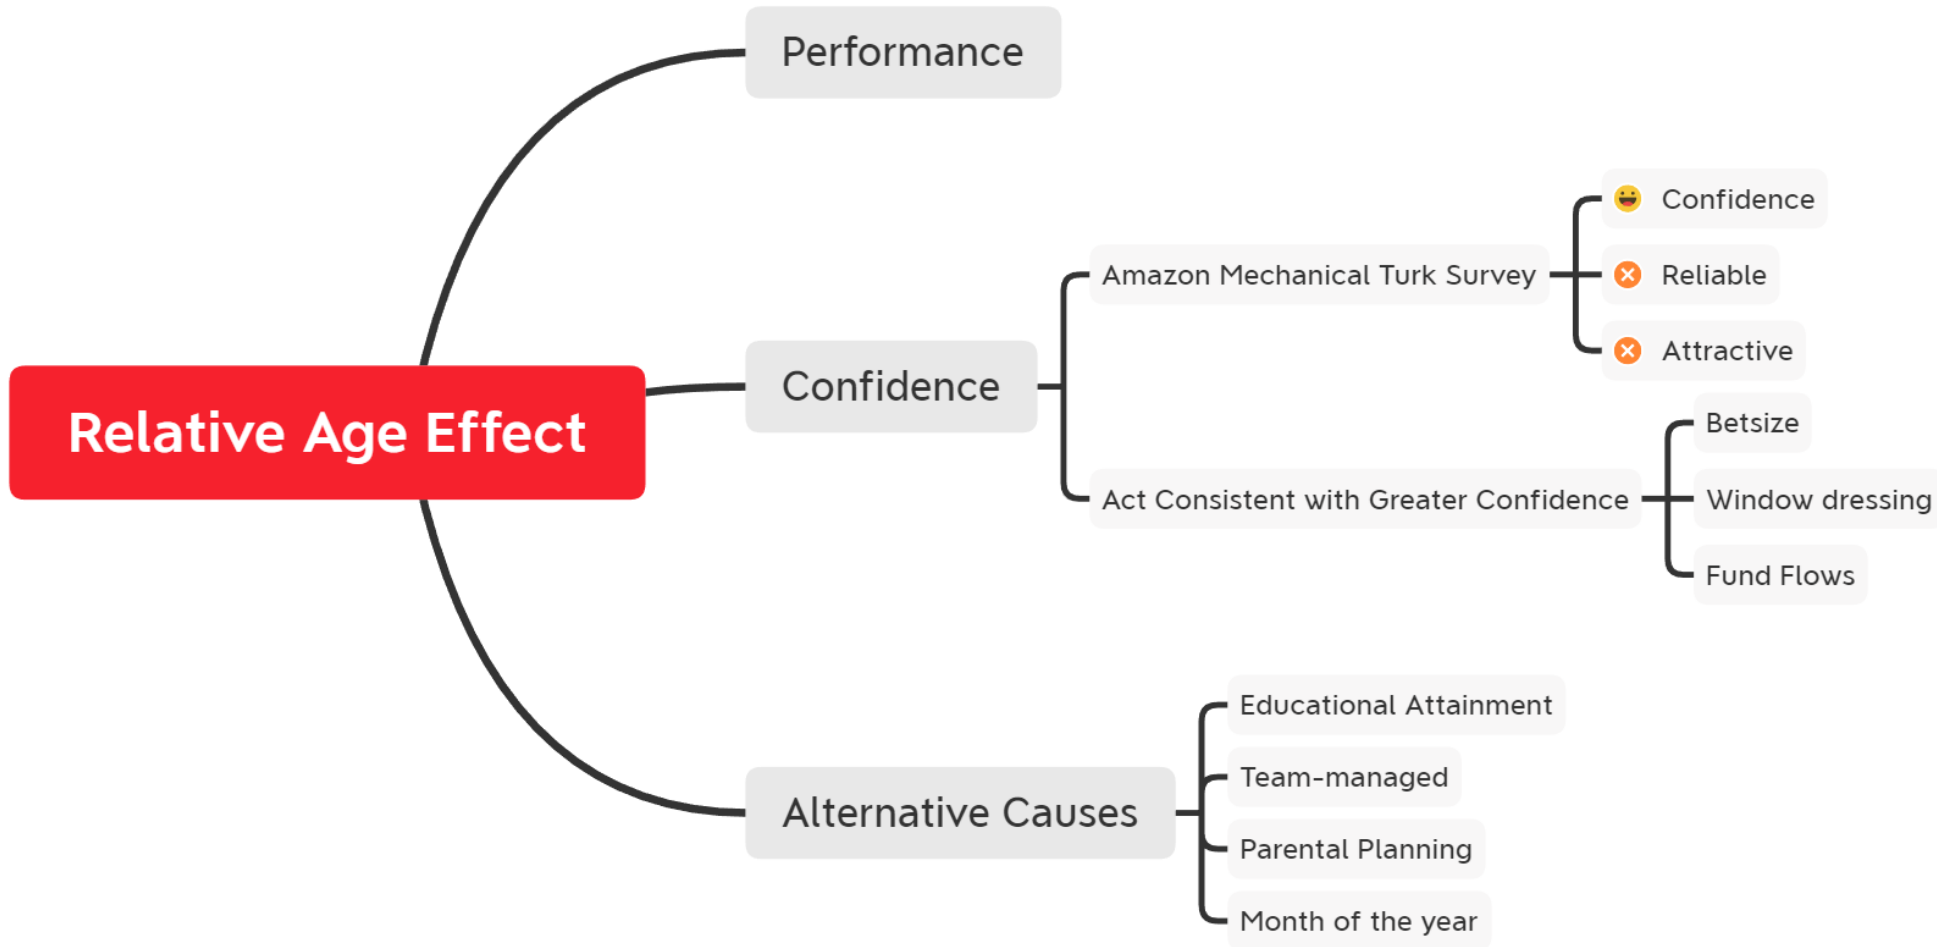 Relative Age Effect
Performance
Confidence
Amazon Mechanical Turk Survey
Confidence
Reliable
Attractive
Act Consistent with Greater Confidence
Betsize
Window dressing
Fund Flows
Alternative Causes
Educational Attainment
Team-managed
Parental Planning
Month of the year